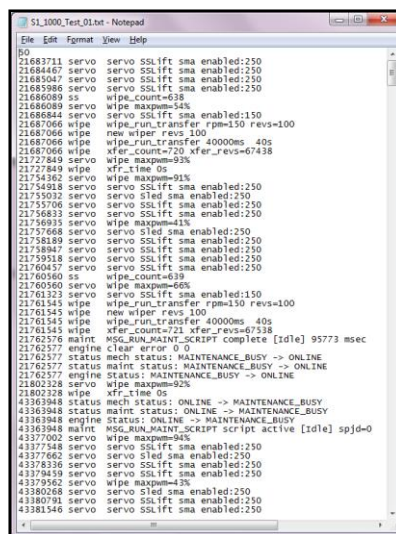 S1_1000_Test_01.txt - Notepad
File Edit Format View Help
50
21683711 servo servo SSLift sma enabled:250
21684467 servo servo SSLift sma enabled:250
21685047 servo servo SSLift sma enabled:250
21685986 servo servo SSLift sma enabled:250
21686089 ss wipe_count=638
21686089 servo Wipe maxpwm=54%
21686844 servo servo SSLift sma enabled:150
21687066 wipe wipe_run_transfer rpm=150 revs=100
21687066 wipe new wiper revs 100
21687066 wipe wipe_run_transfer 40000ms 40s
21687066 wipe xfer_count=720 xfer_revs=67438
21727849 servo Wipe maxpwm=93%
21727849 wipe xfr_time 0s
21754362 servo Wipe maxpwm=91%
21754918 servo servo SSLift sma enabled:250
21755032 servo servo Sled sma enabled:250
21755706 servo servo SSLift sma enabled:250
21756833 servo servo SSLift sma enabled:250
21756935 servo Wipe maxpwm=41%
21757668 servo servo Sled sma enabled:250
21758189 servo servo SSLift sma enabled:250
21758947 servo servo SSLift sma enabled:250
21759518 servo servo SSLift sma enabled:250
21760457 servo servo SSLift sma enabled:250
21760560 ss wipe_count=639
21760560 servo Wipe maxpwm=66%
21761323 servo servo SSLift sma enabled:150
21761545 wipe wipe_run_transfer rpm=150 revs=100
21761545 wipe new wiper revs 100
21761545 wipe wipe_run_transfer 40000ms 40s
21761545 wipe xfer_count=721 xfer_revs=67538
21762576 maint MSG_RUN_MAINT_SCRIPT complete [Idle] 95773 msec
21762577 engine clear error 0 0
21762577 status mech status: MAINTENANCE_BUSY -> ONLINE
21762577 status maint status: MAINTENANCE_BUSY -> ONLINE
21762577 engine Status: MAINTENANCE_BUSY -> ONLINE
21802328 servo Wipe maxpwm=92%
21802328 wipe xfr_time 0s
43363948 status mech status: ONLINE -> MAINTENANCE_BUSY
43363948 status maint status: ONLINE -> MAINTENANCE_BUSY
43363948 engine Status: ONLINE -> MAINTENANCE_BUSY
43363948 maint MSG_RUN_MAINT_SCRIPT script active [Idle] spjd=0
43377002 servo Wipe maxpwm=94%
43377548 servo servo SSLift sma enabled:250
43377662 servo servo Sled sma enabled:250
43378336 servo servo SSLift sma enabled:250
43379459 servo servo SSLift sma enabled:250
43379562 servo Wipe maxpwm=43%
43380268 servo servo Sled sma enabled:250
43380791 servo servo SSLift sma enabled:250
43381546 servo servo SSLift sma enabled:250